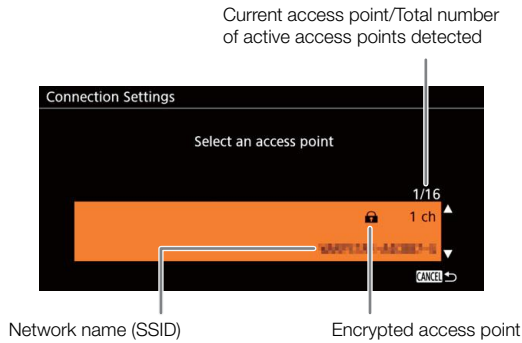 Current access point/Total number
of active access points detected
Connection Settings
Select an access point
1/16
1 ch
CANCEL
Network name (SSID)
Encrypted access point